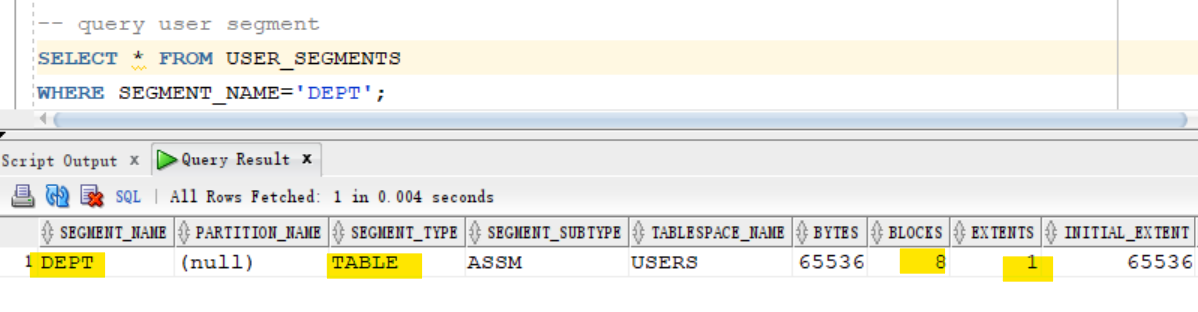 -- query user segment
SELECT * FROM USER_SEGMENTS
WHERE SEGMENT_NAME='DEPT';
Script Output x Query Result x
SQL | All Rows Fetched: 1 in 0.004 seconds
SEGMENT_NAME PARTITION_NAME SEGMENT_TYPE SEGMENT_SUBTYPE TABLESPACE_NAME BYTES BLOCKS EXTENTS INITIAL_EXTENT
1 DEPT (null) TABLE ASSM USERS 65536 8 1 65536